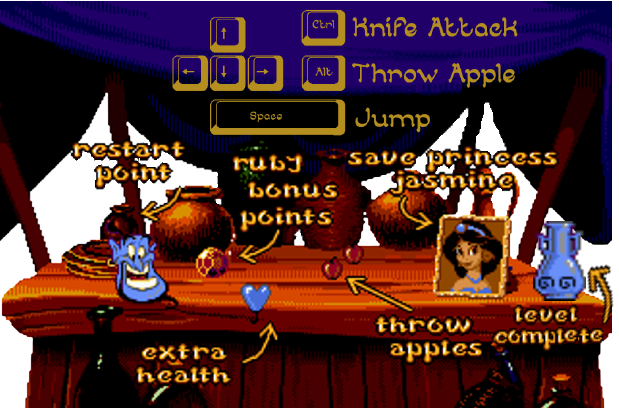 ↑
Ctrl Knife Attack
← ↓ →
Alt Throw Apple
Space
Jump
restart
point
ruby
bonus
points
save princess
jasmine
extra
health
throw
apples
level
complete